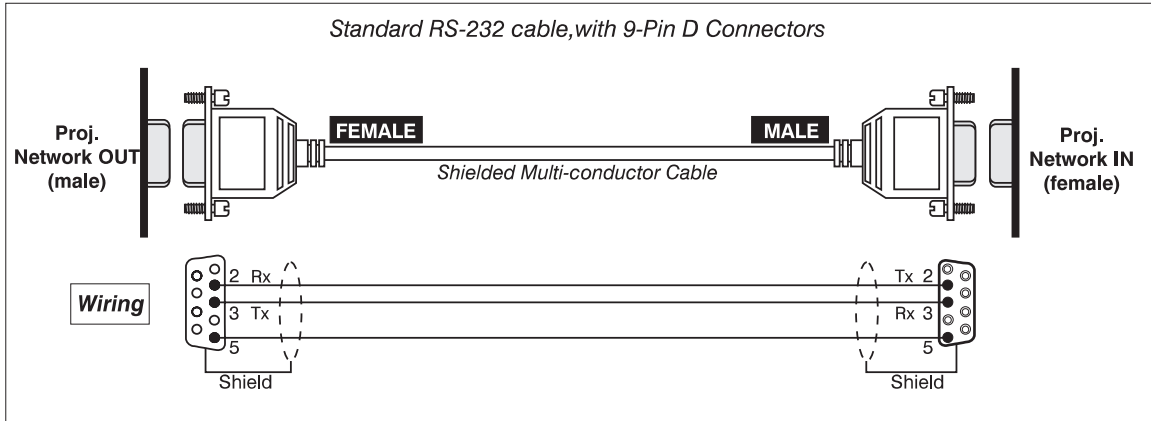 Standard RS-232 cable,with 9-Pin D Connectors
Proj.
Network OUT
(male)
FEMALE
MALE
Shielded Multi-conductor Cable
Proj.
Network IN
(female)
Wiring
2 Rx
3 Tx
5
Shield
Tx 2
Rx 3
5
Shield